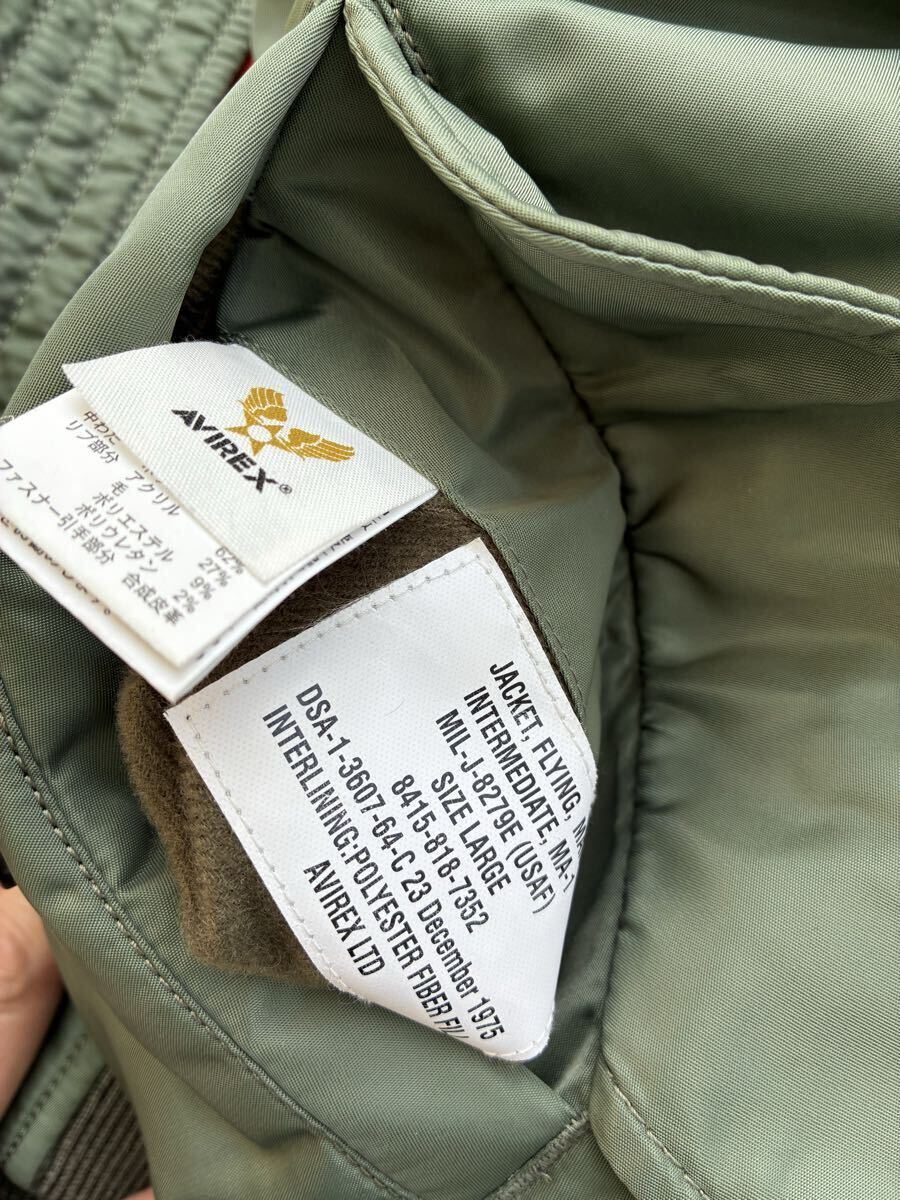 AVIREX®
中わた
リブ部分 アクリル 62%
毛 27%
ポリエステル 9%
ポリウレタン 2%
ファスナー引手部分 合成皮革
JACKET, FLYING,
INTERMEDIATE, MA-1
MIL-J-8279E (USAF)
SIZE LARGE
8415-818-7352
DSA-1-3607-64-C 23 December 1975
INTERLINING:POLYESTER FIBER
AVIREX LTD